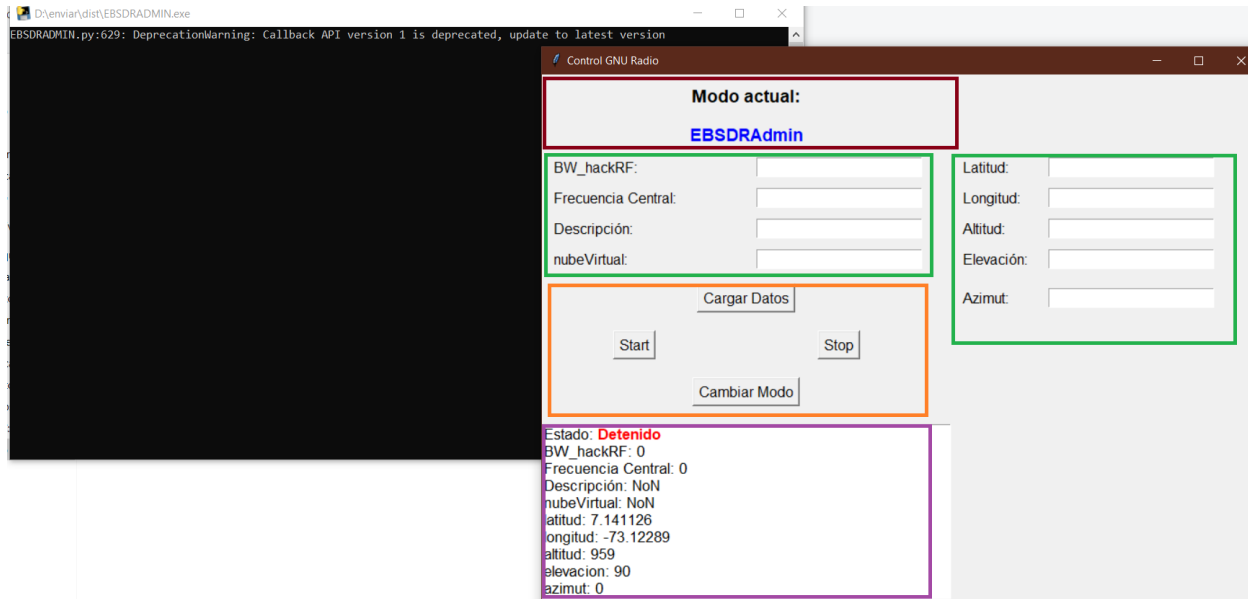 D:\enviar\dist\EBSDRADMIN.exe
EBSDRADMIN.py:629: DeprecationWarning: Callback API version 1 is deprecated, update to latest version
Control GNU Radio
Modo actual:
EBSDRAdmin
BW_hackRF:
Frecuencia Central:
Descripción:
nubeVirtual:
Latitud:
Longitud:
Altitud:
Elevación:
Azimut:
Cargar Datos
Start
Stop
Cambiar Modo
Estado: Detenido
BW_hackRF: 0
Frecuencia Central: 0
Descripción: NoN
nubeVirtual: NoN
latitud: 7.141126
longitud: -73.12289
altitud: 959
elevacion: 90
azimut: 0